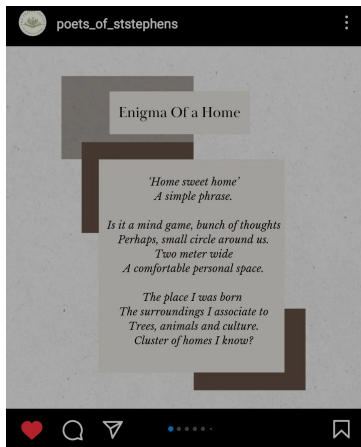 poets_of_ststephens
Enigma Of a Home
‘Home sweet home’
A simple phrase.
Is it a mind game, bunch of thoughts
Perhaps, small circle around us.
Two meter wide
A comfortable personal space.
The place I was born
The surroundings I associate to
Trees, animals and culture.
Cluster of homes I know?